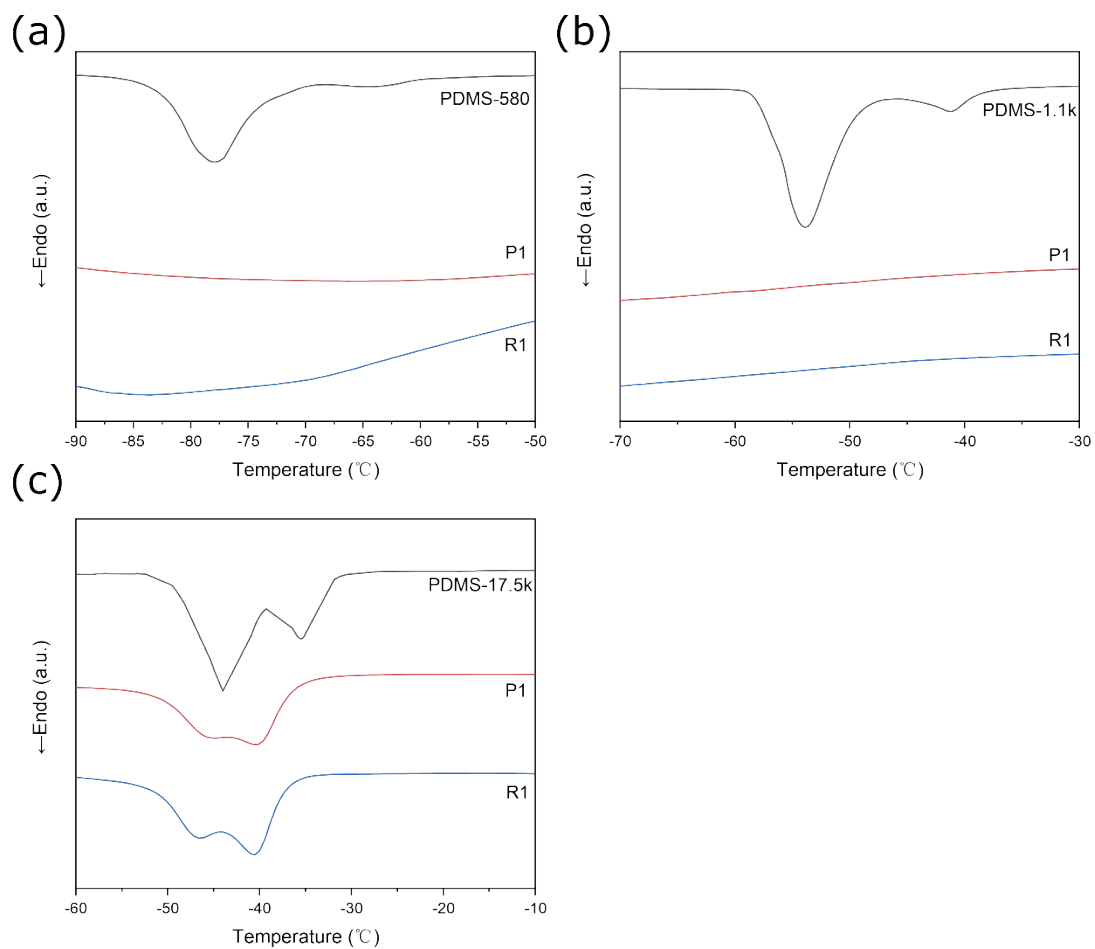 (a)
PDMS-580
P1
R1
←Endo (a.u.)
-90 -85 -80 -75 -70 -65 -60 -55 -50
Temperature (℃)
(b)
PDMS-1.1k
P1
R1
←Endo (a.u.)
-70 -60 -50 -40 -30
Temperature (℃)
(c)
PDMS-17.5k
P1
R1
←Endo (a.u.)
-60 -50 -40 -30 -20 -10
Temperature (℃)